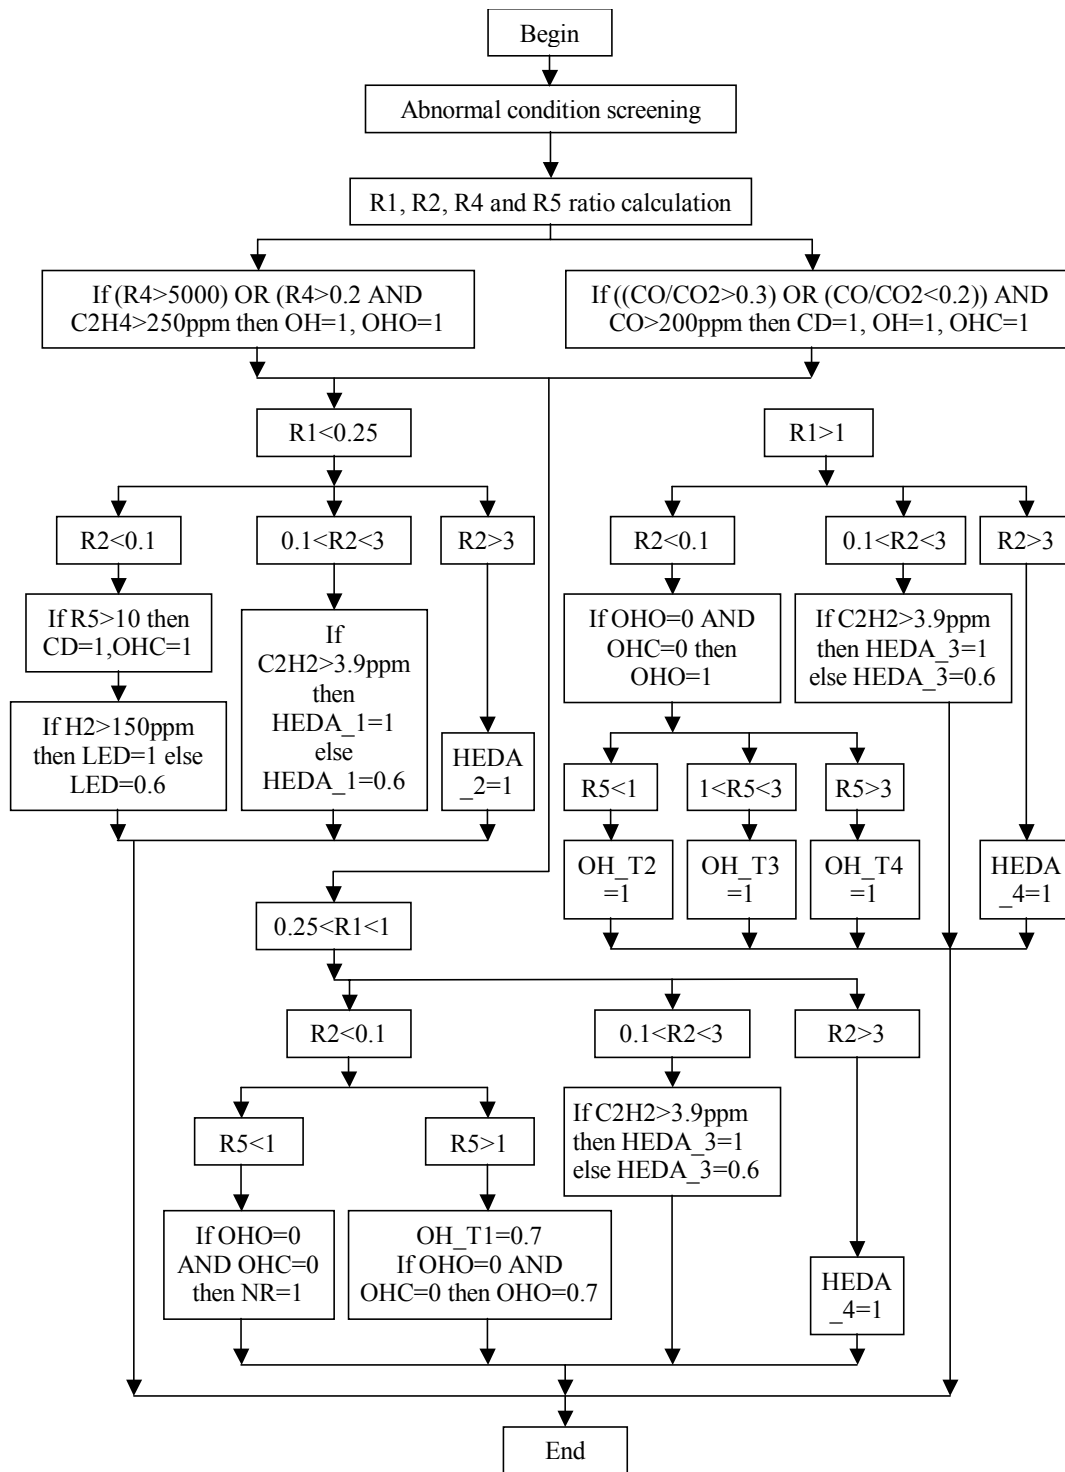 Begin
Abnormal condition screening
R1, R2, R4 and R5 ratio calculation
If (R4>5000) OR (R4>0.2 AND
C2H4>250ppm then OH=1, OHO=1
If ((CO/CO2>0.3) OR (CO/CO2<0.2)) AND
CO>200ppm then CD=1, OH=1, OHC=1
R1<0.25
R1>1
R2<0.1
0.1<R2<3
R2>3
R2<0.1
0.1<R2<3
R2>3
If R5>10 then
CD=1,OHC=1
If
C2H2>3.9ppm
then
HEDA_1=1
else
HEDA_1=0.6
If OHO=0 AND
OHC=0 then
OHO=1
If C2H2>3.9ppm
then HEDA_3=1
else HEDA_3=0.6
If H2>150ppm
then LED=1 else
LED=0.6
HEDA
_2=1
R5<1
1<R5<3
R5>3
OH_T2
=1
OH_T3
=1
OH_T4
=1
HEDA
_4=1
0.25<R1<1
R2<0.1
0.1<R2<3
R2>3
R5<1
R5>1
If C2H2>3.9ppm
then HEDA_3=1
else HEDA_3=0.6
If OHO=0
AND OHC=0
then NR=1
OH_T1=0.7
If OHO=0 AND
OHC=0 then OHO=0.7
HEDA
_4=1
End